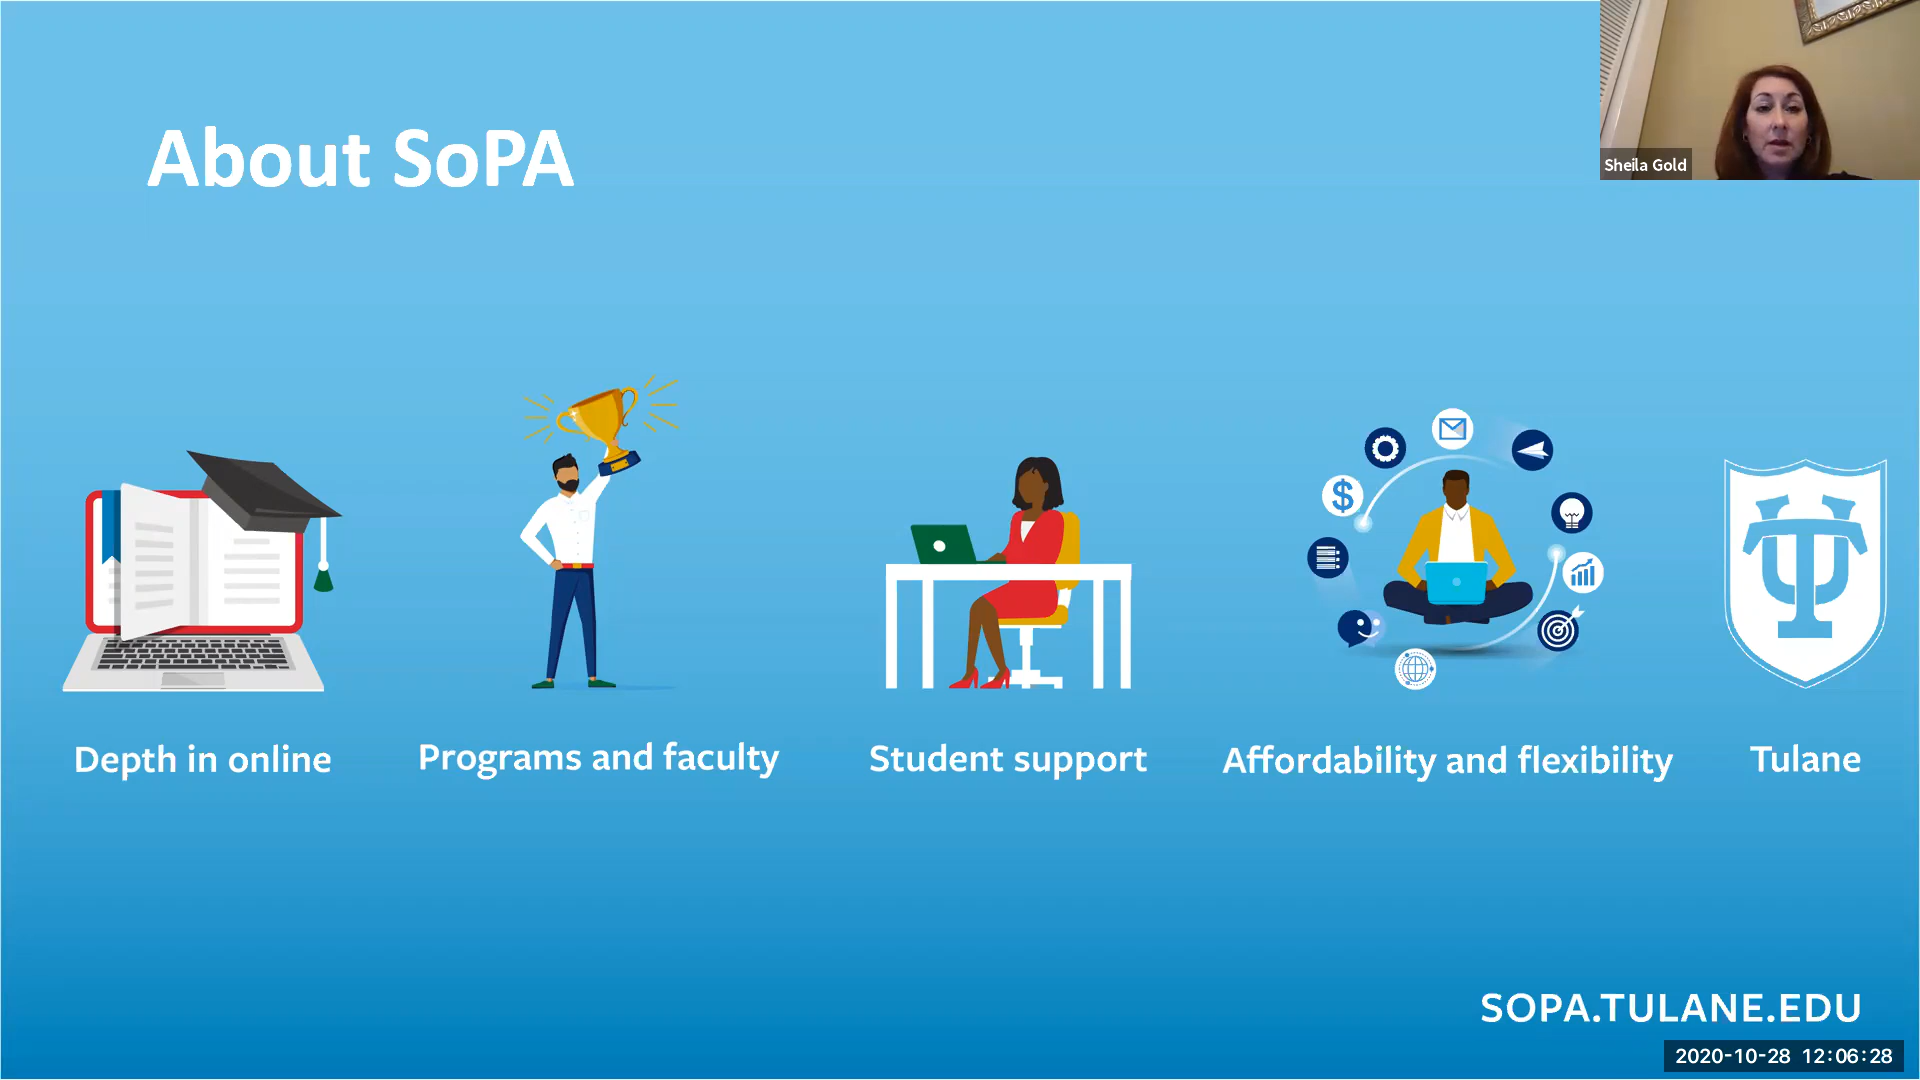 About SoPA
Sheila Gold
$
Depth in online
Programs and faculty
Student support
Affordability and flexibility
Tulane
SOPA.TULANE.EDU
2020-10-28 12:06:28